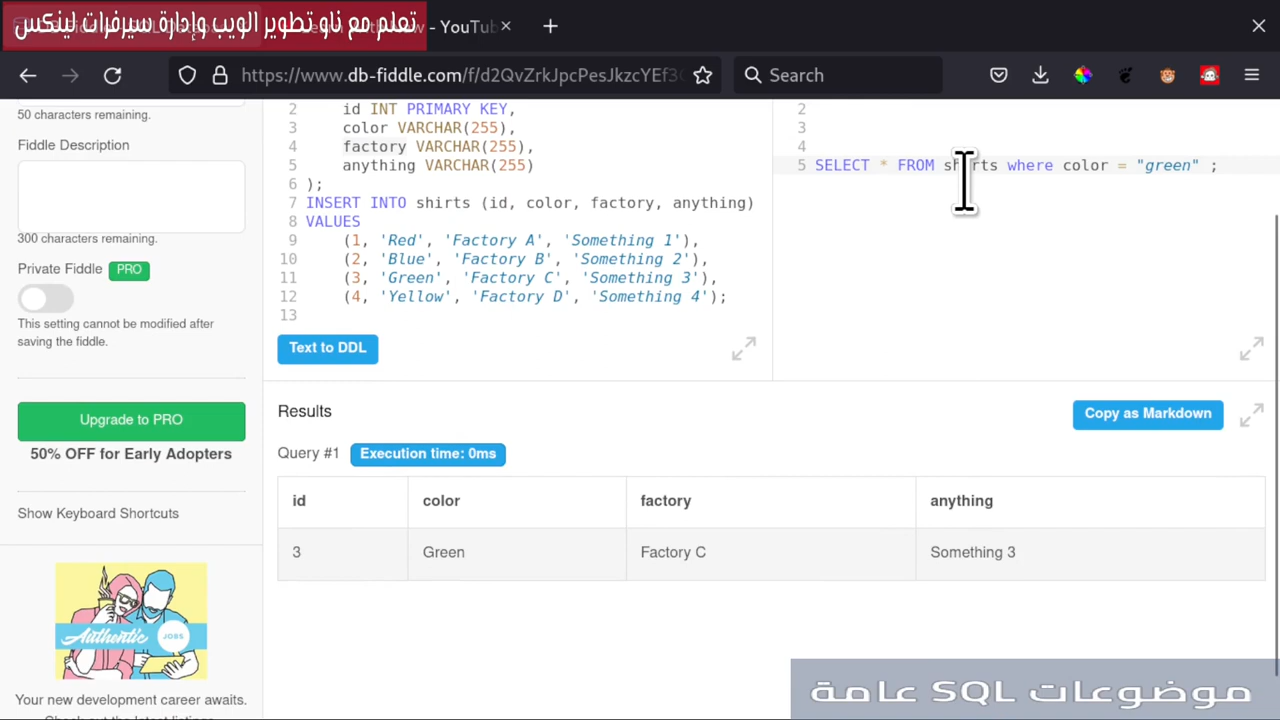 تعلم مع ناو تطوير الويب وإدارة سيرفرات لينكس
- YouTub
https://www.db-fiddle.com/f/d2QvZrkJpcPesJkzcYEf3
Search
50 characters remaining.
Fiddle Description
300 characters remaining.
Private Fiddle PRO
This setting cannot be modified after
saving the fiddle.
Upgrade to PRO
50% OFF for Early Adopters
Show Keyboard Shortcuts
Authentic JOBS
Your new development career awaits.
2 id INT PRIMARY KEY,
3 color VARCHAR(255),
4 factory VARCHAR(255),
5 anything VARCHAR(255)
6 );
7 INSERT INTO shirts (id, color, factory, anything)
8 VALUES
9 (1, 'Red', 'Factory A', 'Something 1'),
10 (2, 'Blue', 'Factory B', 'Something 2'),
11 (3, 'Green', 'Factory C', 'Something 3'),
12 (4, 'Yellow', 'Factory D', 'Something 4');
13
Text to DDL
2
3
4
5 SELECT * FROM shirts where color = "green" ;
Results
Copy as Markdown
Query #1 Execution time: 0ms
id color factory anything
3 Green Factory C Something 3
موضوعات SQL عامة